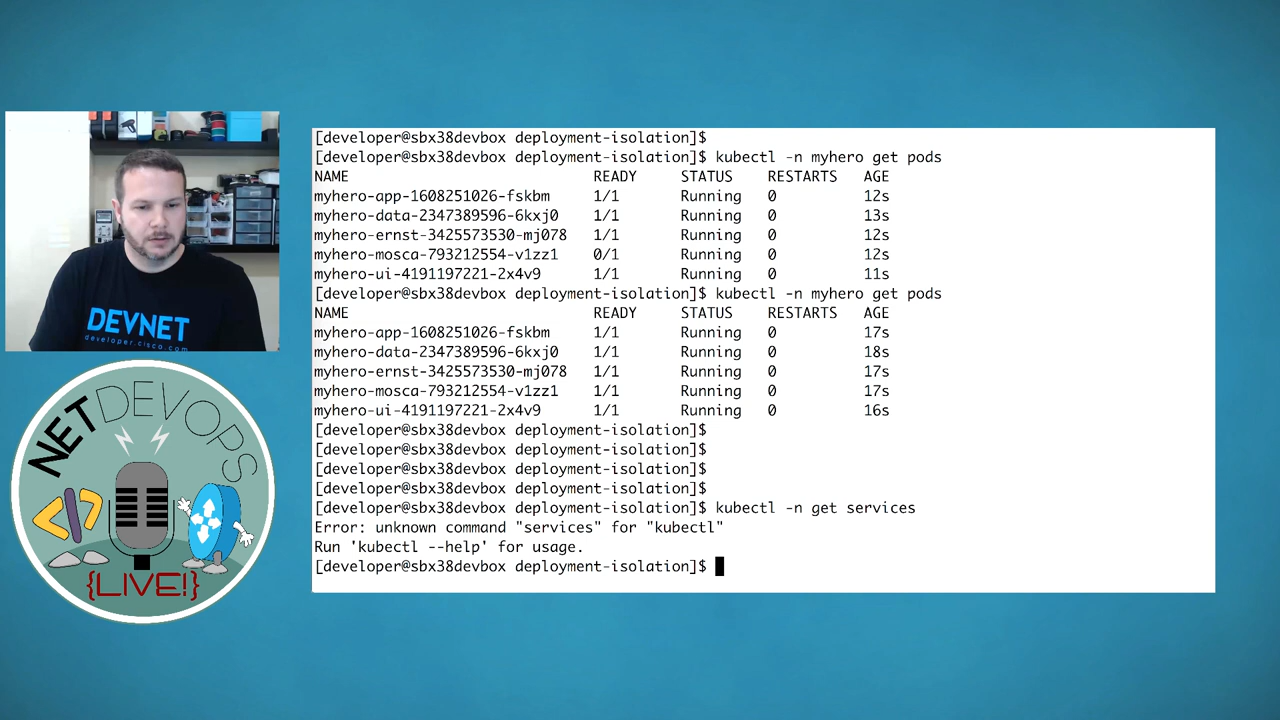 [developer@sbx38devbox deployment-isolation]$
[developer@sbx38devbox deployment-isolation]$ kubectl -n myhero get pods
NAME READY STATUS RESTARTS AGE
myhero-app-1608251026-fskbm 1/1 Running 0 12s
myhero-data-2347389596-6kxj0 1/1 Running 0 13s
myhero-ernst-3425573530-mj078 1/1 Running 0 12s
myhero-mosca-793212554-v1zz1 0/1 Running 0 12s
myhero-ui-4191197221-2x4v9 1/1 Running 0 11s
[developer@sbx38devbox deployment-isolation]$ kubectl -n myhero get pods
NAME READY STATUS RESTARTS AGE
myhero-app-1608251026-fskbm 1/1 Running 0 17s
myhero-data-2347389596-6kxj0 1/1 Running 0 18s
myhero-ernst-3425573530-mj078 1/1 Running 0 17s
myhero-mosca-793212554-v1zz1 1/1 Running 0 17s
myhero-ui-4191197221-2x4v9 1/1 Running 0 16s
[developer@sbx38devbox deployment-isolation]$
[developer@sbx38devbox deployment-isolation]$
[developer@sbx38devbox deployment-isolation]$
[developer@sbx38devbox deployment-isolation]$
[developer@sbx38devbox deployment-isolation]$ kubectl -n get services
Error: unknown command "services" for "kubectl"
Run 'kubectl --help' for usage.
[developer@sbx38devbox deployment-isolation]$
DEVNET
developer.cisco.com
NETDEVOPS
</>
{LIVE!}